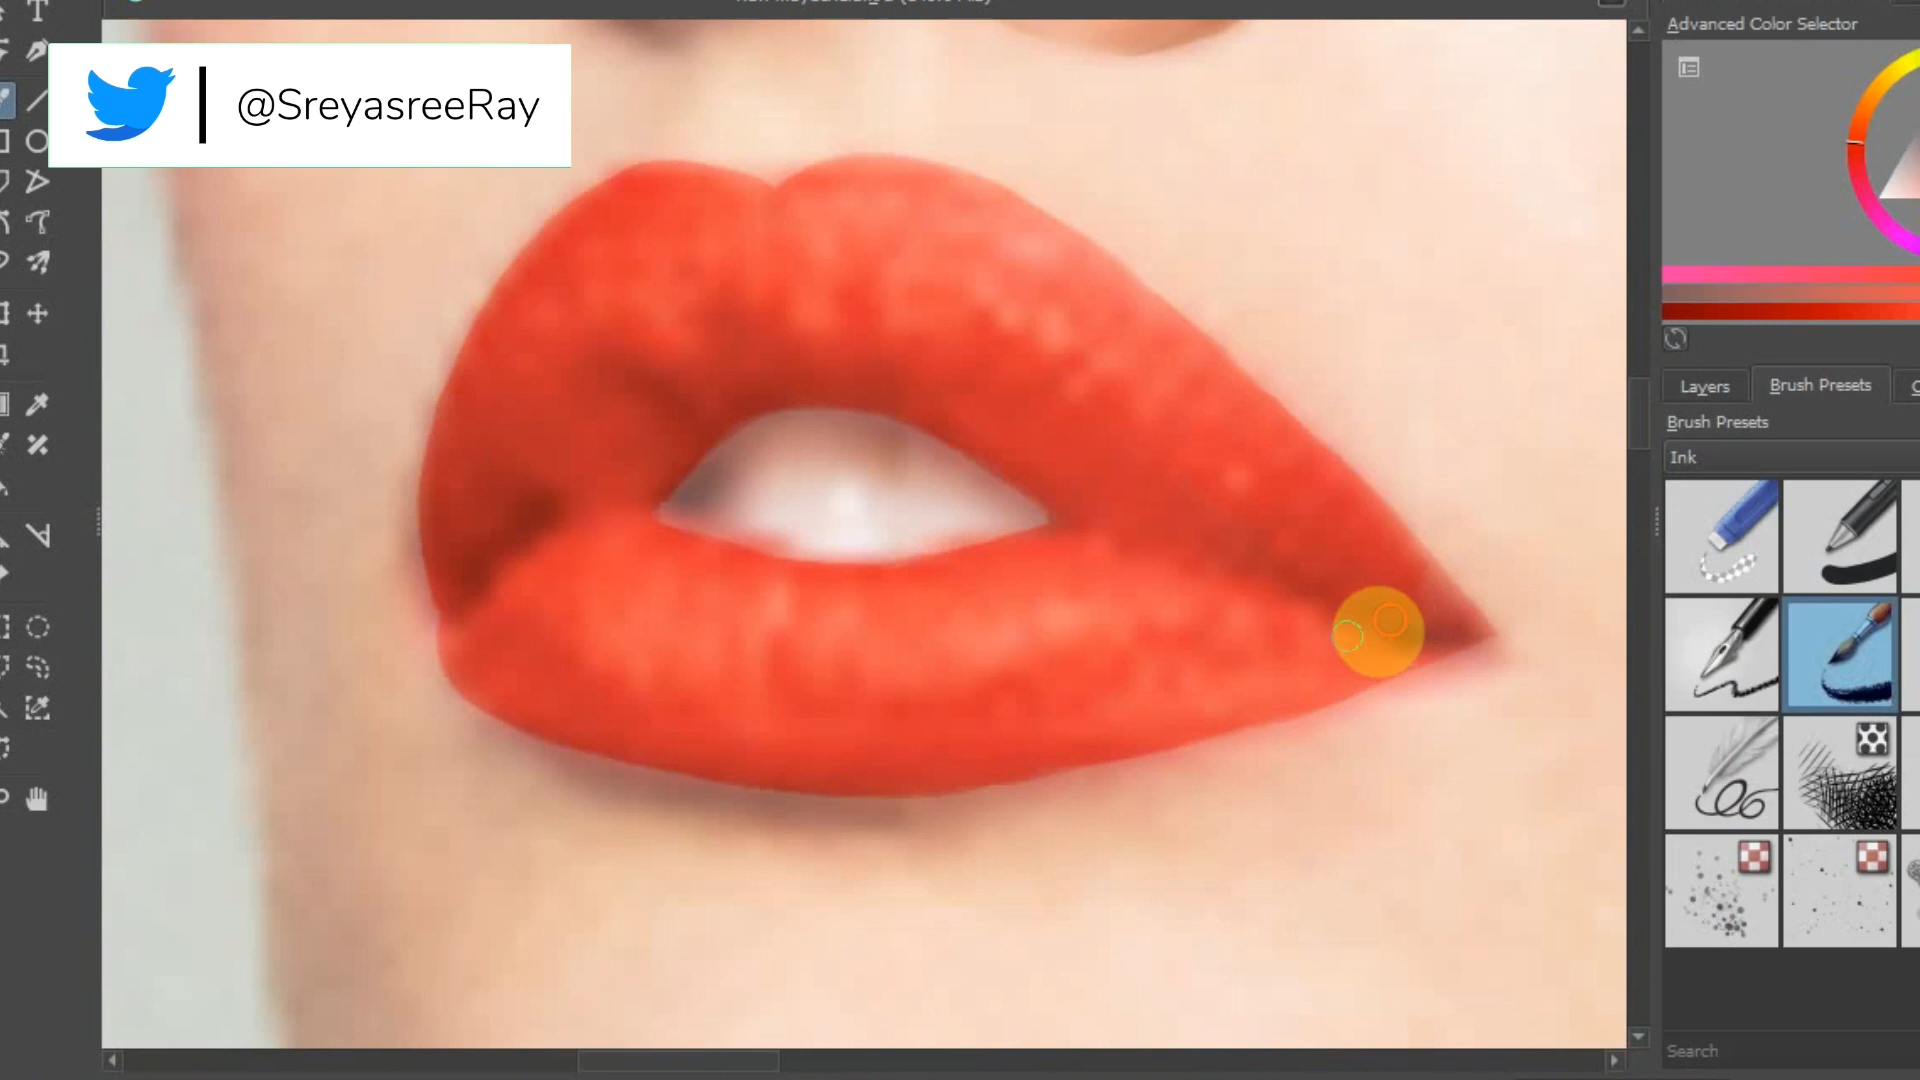 Advanced Color Selector
@SreyasreeRay
Layers
Brush Presets
Brush Presets
Ink
Search